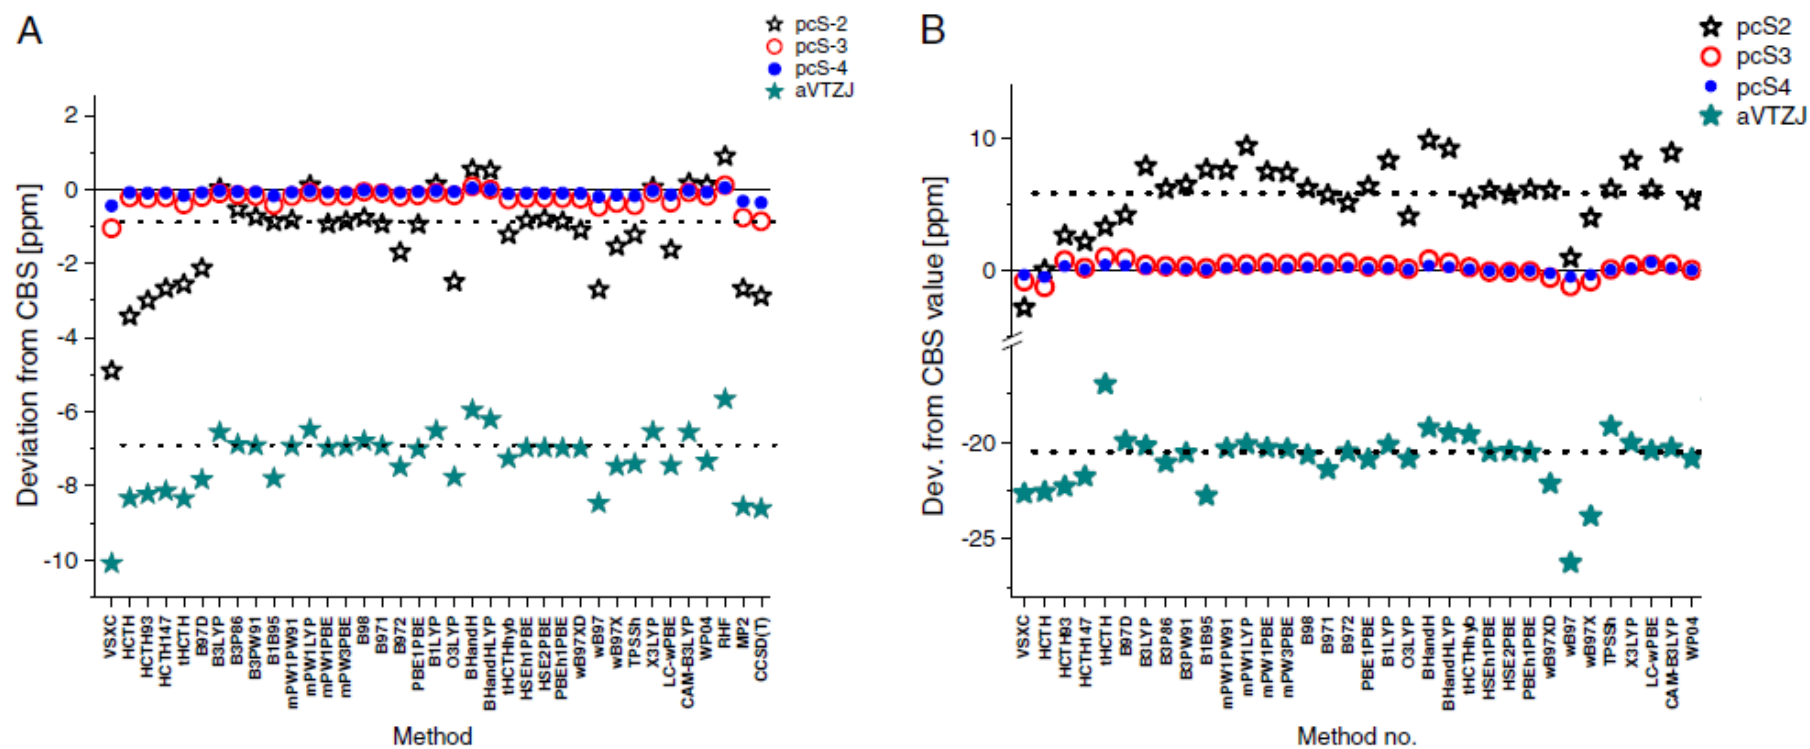 A
pcS-2
pcS-3
pcS-4
aVTZJ
Deviation from CBS [ppm]
2
0
-2
-4
-6
-8
-10
VSXC
HCTH
HCTH93
HCTH147
tHCTH
B97D
B3LYP
B3P86
B3PW91
B1B95
mPW1PW91
mPW1LYP
mPW1PBE
mPW3PBE
B98
B971
B972
PBE1PBE
B1LYP
O3LYP
BHandH
BHandHLYP
tHCTHhyb
HSEh1PBE
HSE2PBE
PBEh1PBE
wB97XD
wB97
wB97X
TPSSh
X3LYP
LC-wPBE
CAM-B3LYP
WP04
RHF
MP2
CCSD(T)
Method
B
pcS2
pcS3
pcS4
aVTZJ
Dev. from CBS value [ppm]
10
0
-20
-25
VSXC
HCTH
HCTH93
HCTH147
tHCTH
B97D
B3LYP
B3P86
B3PW91
B1B95
mPW1PW91
mPW1LYP
mPW1PBE
mPW3PBE
B98
B971
B972
PBE1PBE
B1LYP
O3LYP
BHandH
BHandHLYP
tHCTHhyb
HSEh1PBE
HSE2PBE
PBEh1PBE
wB97XD
wB97
wB97X
TPSSh
X3LYP
LC-wPBE
CAM-B3LYP
WP04
Method no.